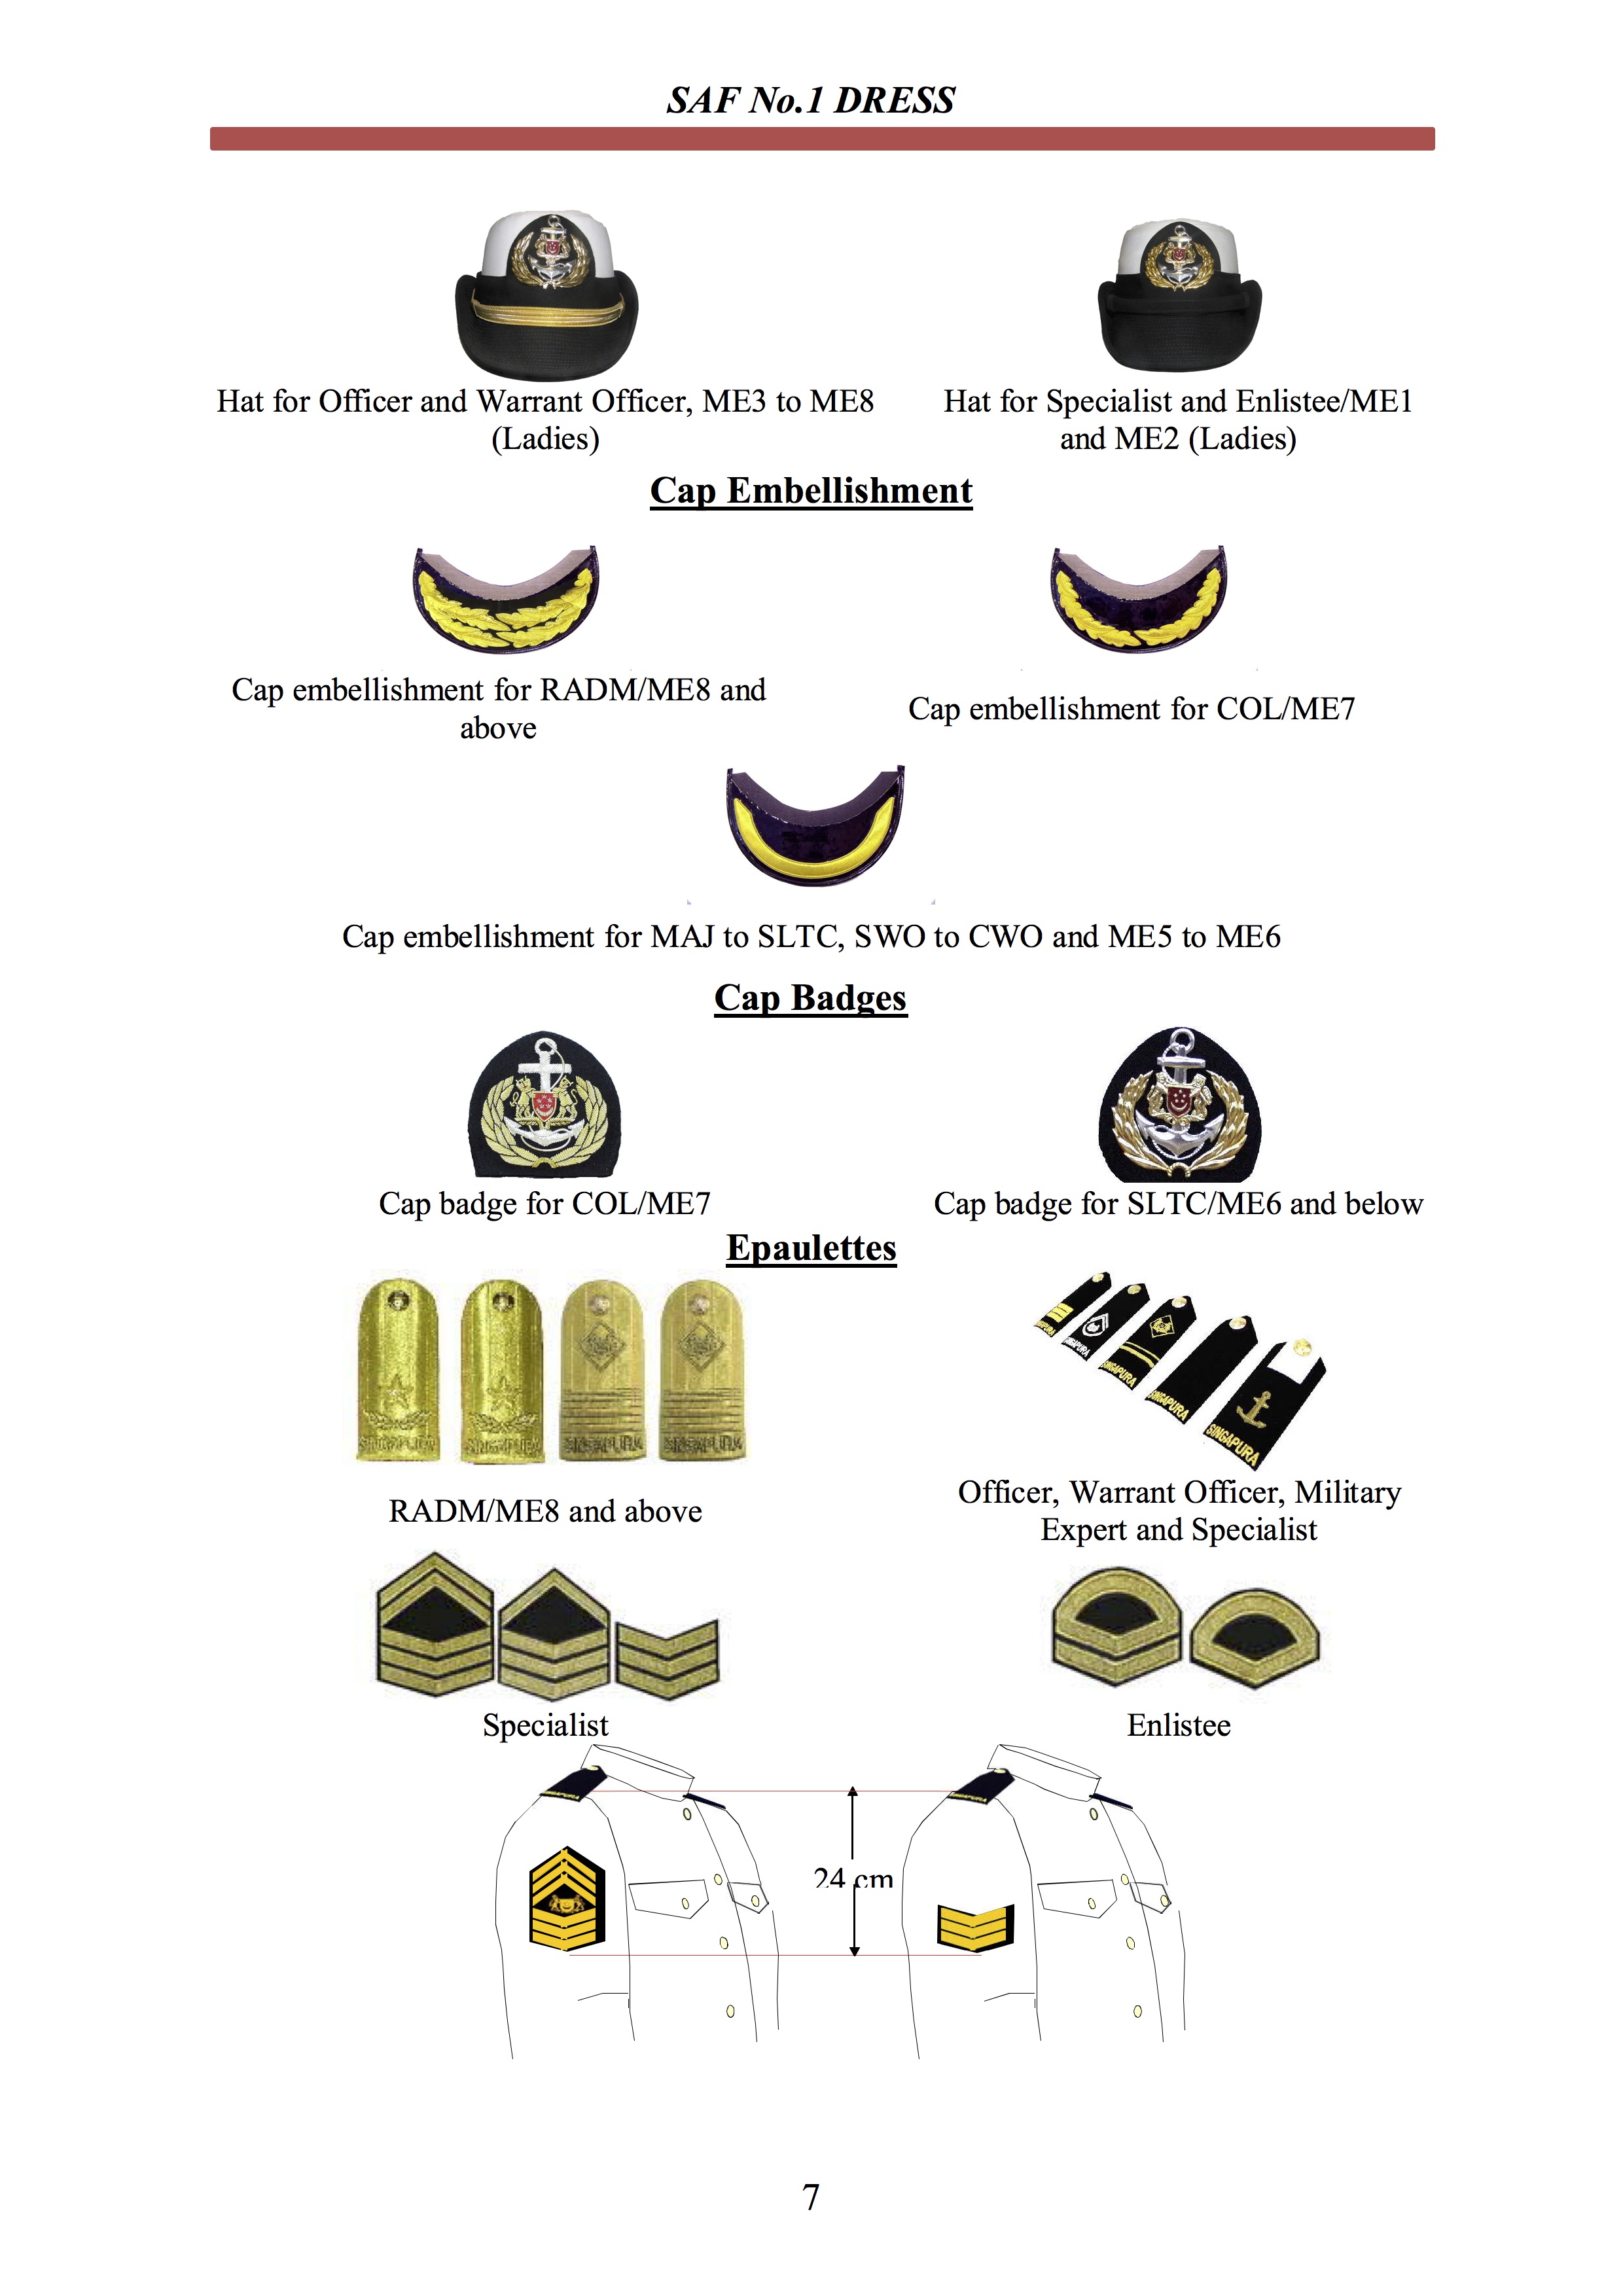 SAF No.1 DRESS
Hat for Officer and Warrant Officer, ME3 to ME8
(Ladies)
Hat for Specialist and Enlistee/ME1
and ME2 (Ladies)
Cap Embellishment
Cap embellishment for RADM/ME8 and
above
Cap embellishment for COL/ME7
Cap embellishment for MAJ to SLTC, SWO to CWO and ME5 to ME6
Cap Badges
Cap badge for COL/ME7
Cap badge for SLTC/ME6 and below
Epaulettes
SINGAPURA
SINGAPURA
SINGAPURA
SINGAPURA
RADM/ME8 and above
SINGAPURA
SINGAPURA
SINGAPURA
SINGAPURA
SINGAPURA
Officer, Warrant Officer, Military
Expert and Specialist
Specialist
Enlistee
SINGAPURA
SINGAPURA
24 cm
7